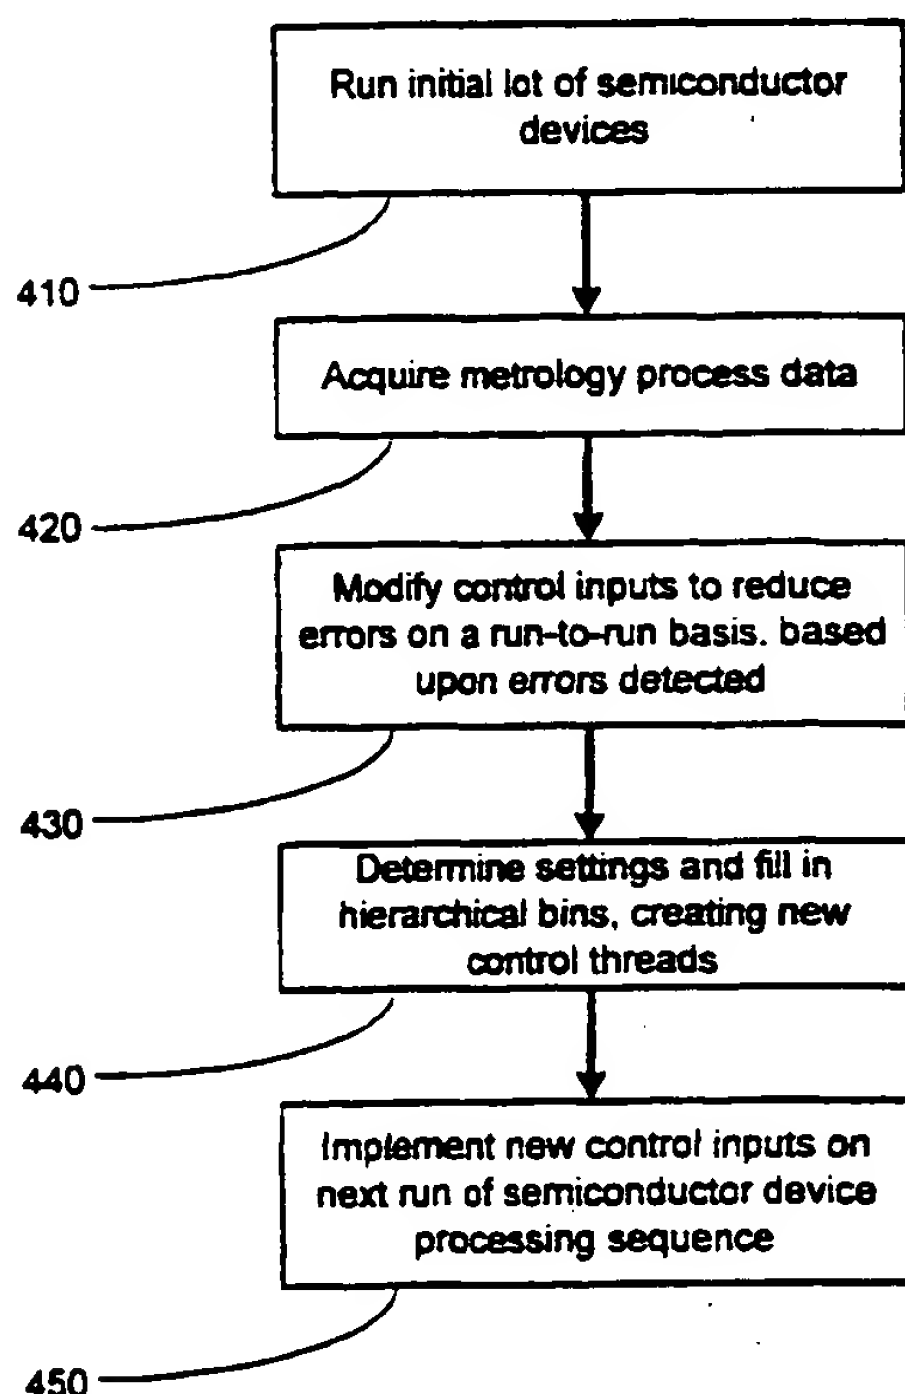 Run initial lot of semiconductor
devices
410
Acquire metrology process data
420
Modify control inputs to reduce
errors on a run-to-run basis. based
upon errors detected
430
Determine settings and fill in
hierarchical bins, creating new
control threads
440
Implement new control inputs on
next run of semiconductor device
processing sequence
450